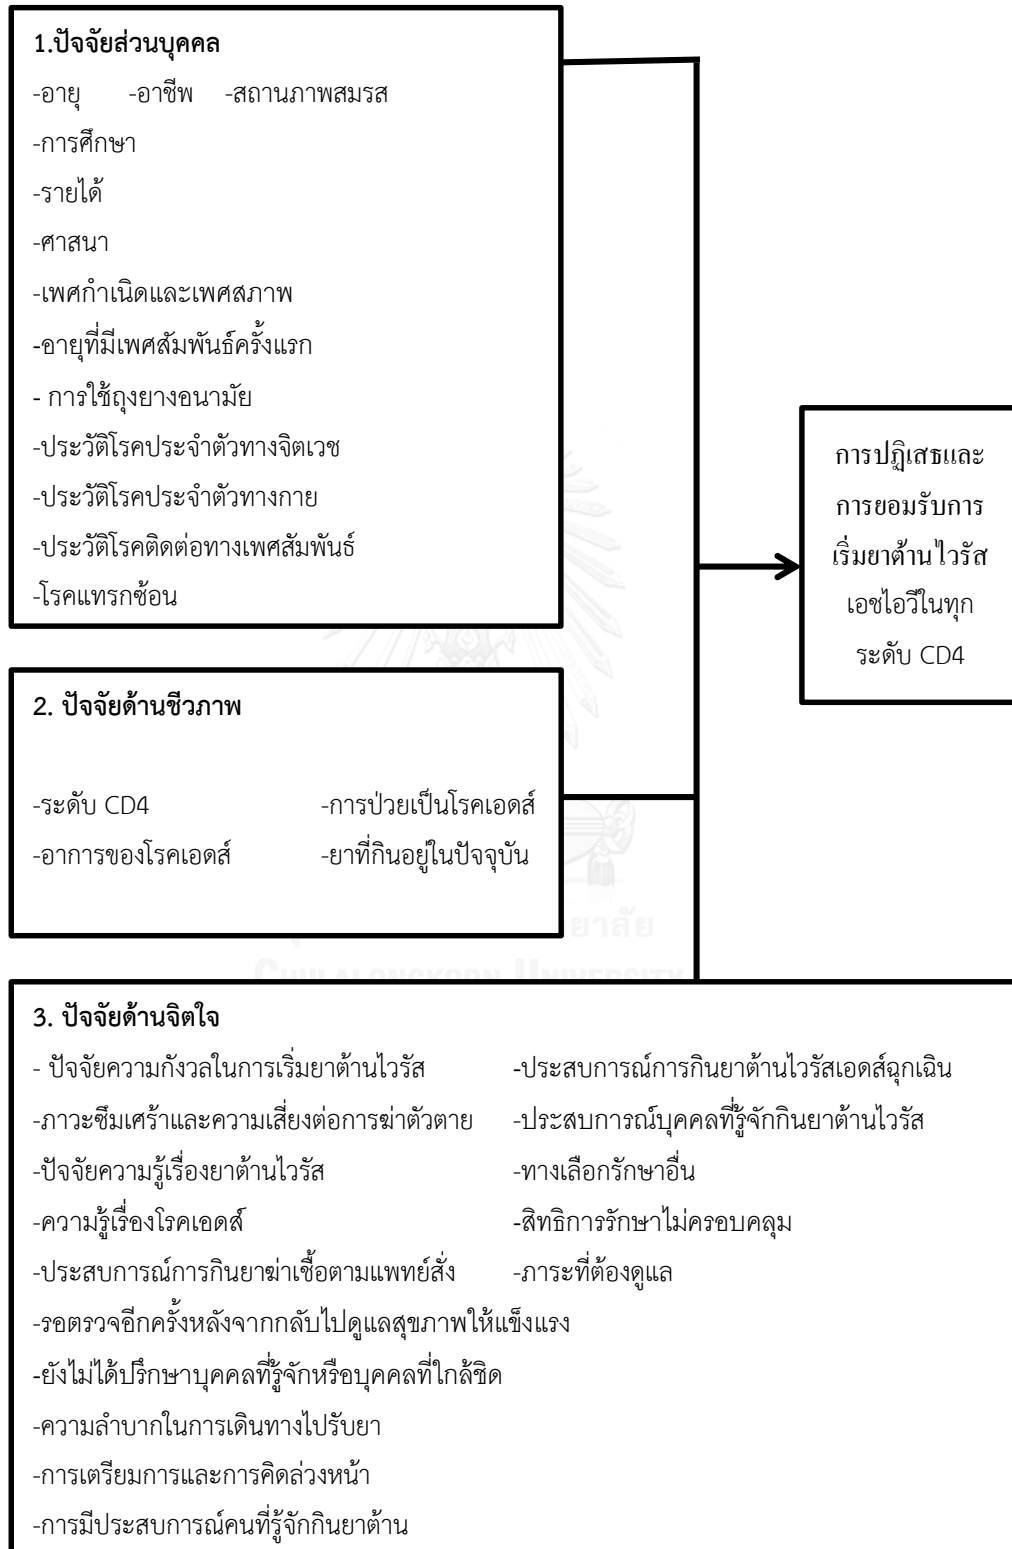 1.ปัจจัยส่วนบุคคล
-อายุ -อาชีพ -สถานภาพสมรส
-การศึกษา
-รายได้
-ศาสนา
-เพศกำเนิดและเพศสภาพ
-อายุที่มีเพศสัมพันธ์ครั้งแรก
- การใช้ถุงยางอนามัย
-ประวัติโรคประจำตัวทางจิตเวช
-ประวัติโรคประจำตัวทางกาย
-ประวัติโรคติดต่อทางเพศสัมพันธ์
-โรคแทรกซ้อน
การปฏิเสธและ
การยอมรับการ
เริ่มยาต้านไวรัส
เอชไอวีในทุก
ระดับ CD4
2. ปัจจัยด้านชีวภาพ
-ระดับ CD4 -การป่วยเป็นโรคเอดส์
-อาการของโรคเอดส์ -ยาที่กินอยู่ในปัจจุบัน
ยาลัย
CHULALONGKORN UNIVERSITY
3. ปัจจัยด้านจิตใจ
- ปัจจัยความกังวลในการเริ่มยาต้านไวรัส -ประสบการณ์การกินยาต้านไวรัสเอดส์ฉุกเฉิน
-ภาวะซึมเศร้าและความเสี่ยงต่อการฆ่าตัวตาย -ประสบการณ์บุคคลที่รู้จักกินยาต้านไวรัส
-ปัจจัยความรู้เรื่องยาต้านไวรัส -ทางเลือกรักษาอื่น
-ความรู้เรื่องโรคเอดส์ -สิทธิการรักษาไม่ครอบคลุม
-ประสบการณ์การกินยาฆ่าเชื้อตามแพทย์สั่ง -ภาระที่ต้องดูแล
-รอตรวจอีกครั้งหลังจากกลับไปดูแลสุขภาพให้แข็งแรง
-ยังไม่ได้ปรึกษาบุคคลที่รู้จักหรือบุคคลที่ใกล้ชิด
-ความลำบากในการเดินทางไปรับยา
-การเตรียมการและการคิดล่วงหน้า
-การมีประสบการณ์คนที่รู้จักกินยาต้าน